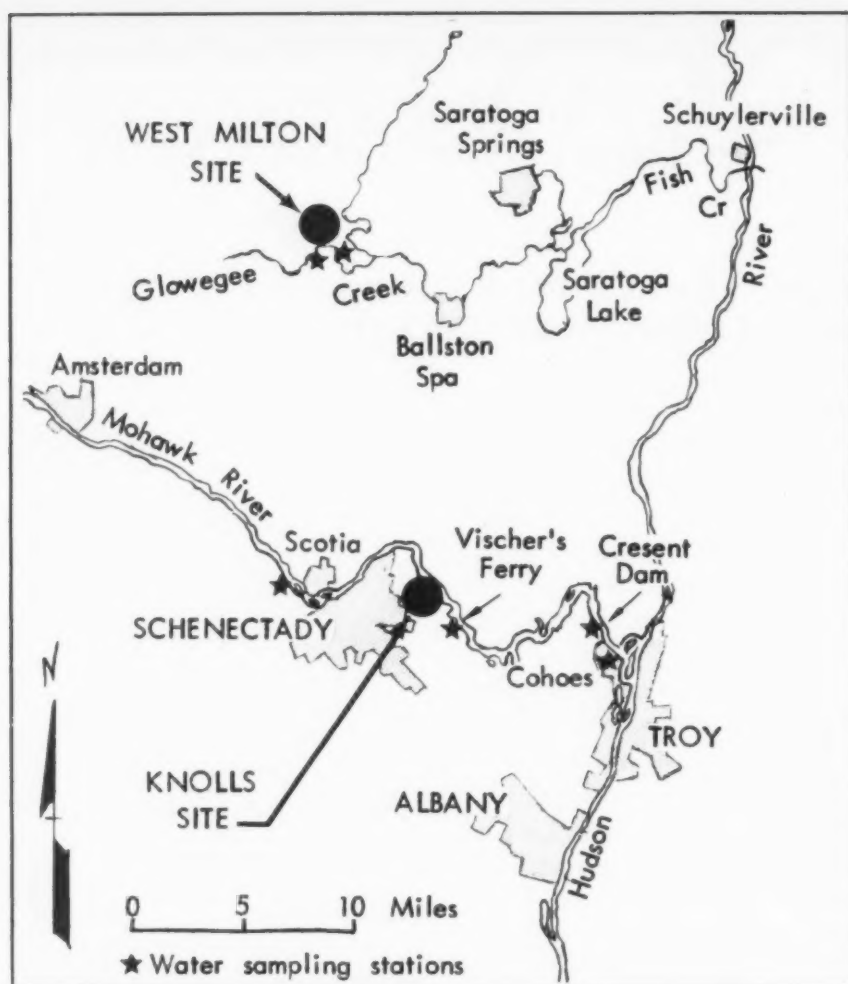 WEST MILTON
SITE
Saratoga
Springs
Schuylerville
Fish
Cr
River
Glowegee
Creek
Saratoga
Lake
Ballston
Spa
Amsterdam
Mohawk
River
Scotia
Vischer's
Ferry
Cresent
Dam
SCHENECTADY
Cohoes
TROY
KNOLLS
SITE
ALBANY
Hudson
N
0 5 10 Miles
★ Water sampling stations